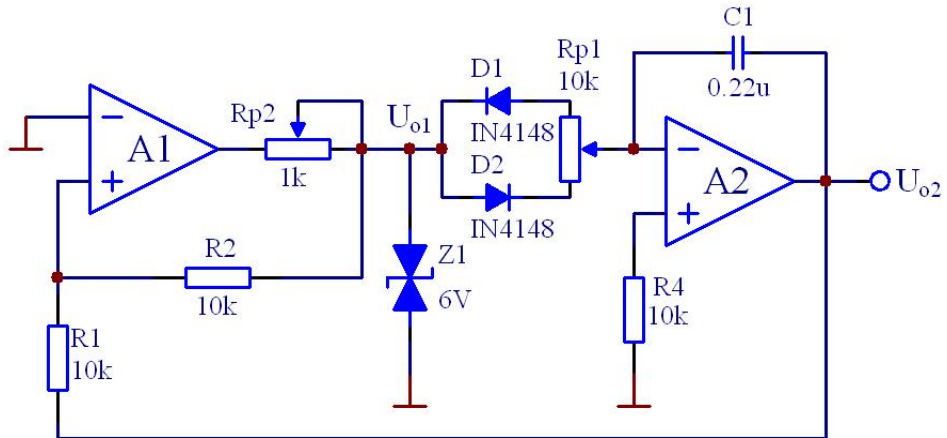 C1
0.22u
Rp1
10k
D1
IN4148
D2
IN4148
Rp2
1k
A1
−
+
Uo1
A2
−
+
Uo2
R2
10k
Z1
6V
R4
10k
R1
10k